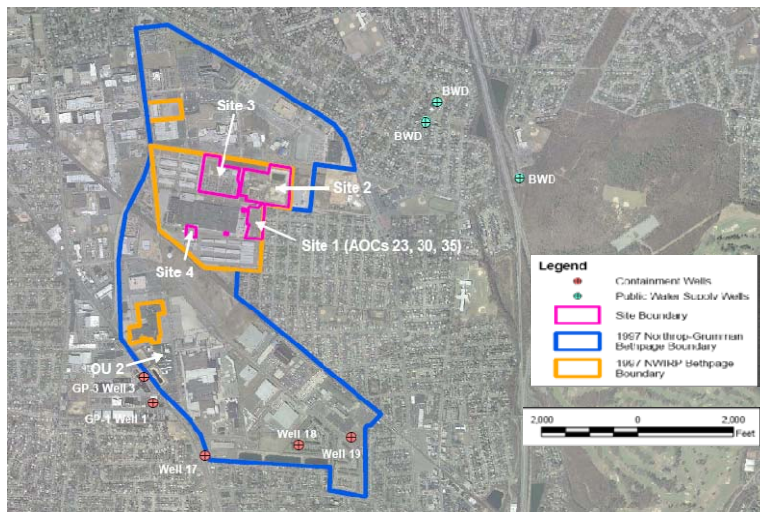 BWD
BWD
BWD
Site 3
Site 2
Site 1 (AOCs 23, 30, 35)
Site 4
OU 2
GP-3 Well 3
GP-1 Well 1
Well 17
Well 18
Well 19
Legend
Containment Wells
Public Water Supply Wells
Site Boundary
1997 Northrop-Grumman
Bethpage Boundary
1997 NWIRP Bethpage
Boundary
2,000
0
2,000
Feet